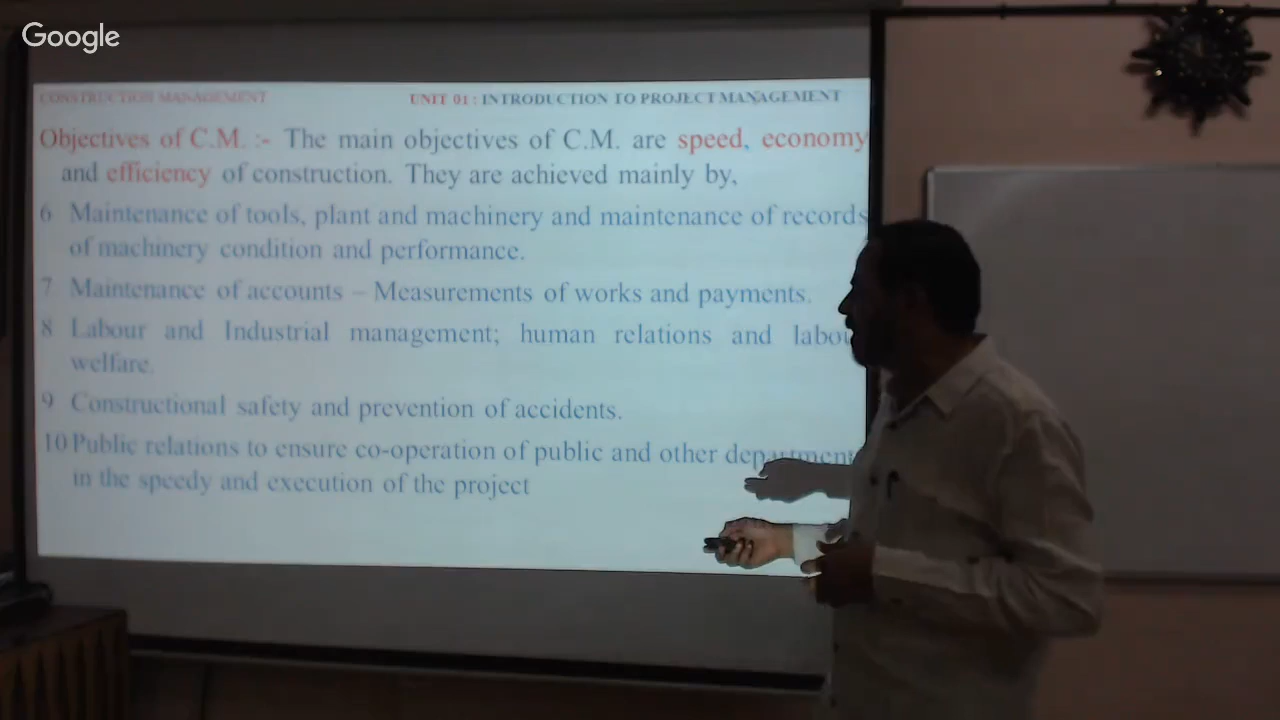 Google
CONSTRUCTION MANAGEMENT UNIT 01 : INTRODUCTION TO PROJECT MANAGEMENT
Objectives of C.M. :- The main objectives of C.M. are speed, economy
and efficiency of construction. They are achieved mainly by,
6 Maintenance of tools, plant and machinery and maintenance of records
of machinery condition and performance.
7 Maintenance of accounts – Measurements of works and payments.
8 Labour and Industrial management; human relations and
welfare.
9 Constructional safety and prevention of accidents.
10 Public relations to ensure co-operation of public and other department
in the speedy and execution of the project